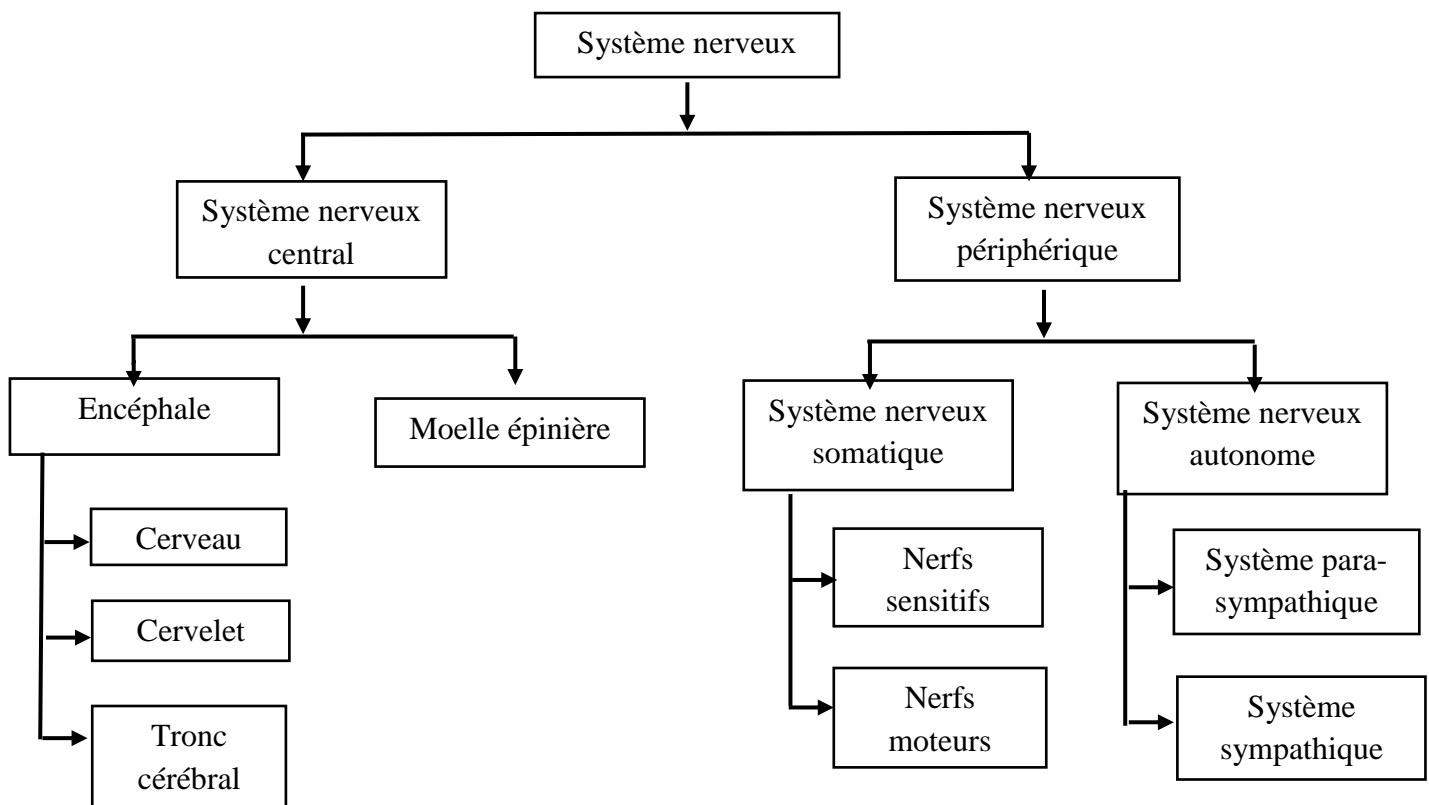 Système nerveux
Système nerveux
central
Système nerveux
périphérique
Encéphale
Moelle épinière
Système nerveux
somatique
Système nerveux
autonome
Cerveau
Cervelet
Tronc
cérébral
Nerfs
sensitifs
Nerfs
moteurs
Système para-
sympathique
Système
sympathique